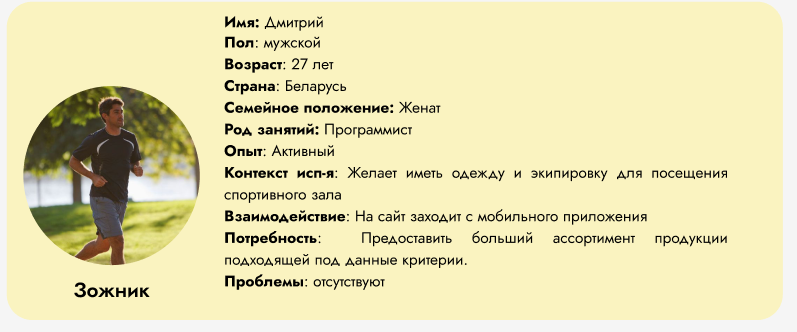 Имя: Дмитрий
Пол: мужской
Возраст: 27 лет
Страна: Беларусь
Семейное положение: Женат
Род занятий: Программист
Опыт: Активный
Контекст исп-я: Желает иметь одежду и экипировку для посещения
спортивного зала
Взаимодействие: На сайт заходит с мобильного приложения
Потребность: Предоставить больший ассортимент продукции
подходящей под данные критерии.
Проблемы: отсутствуют
Зожник